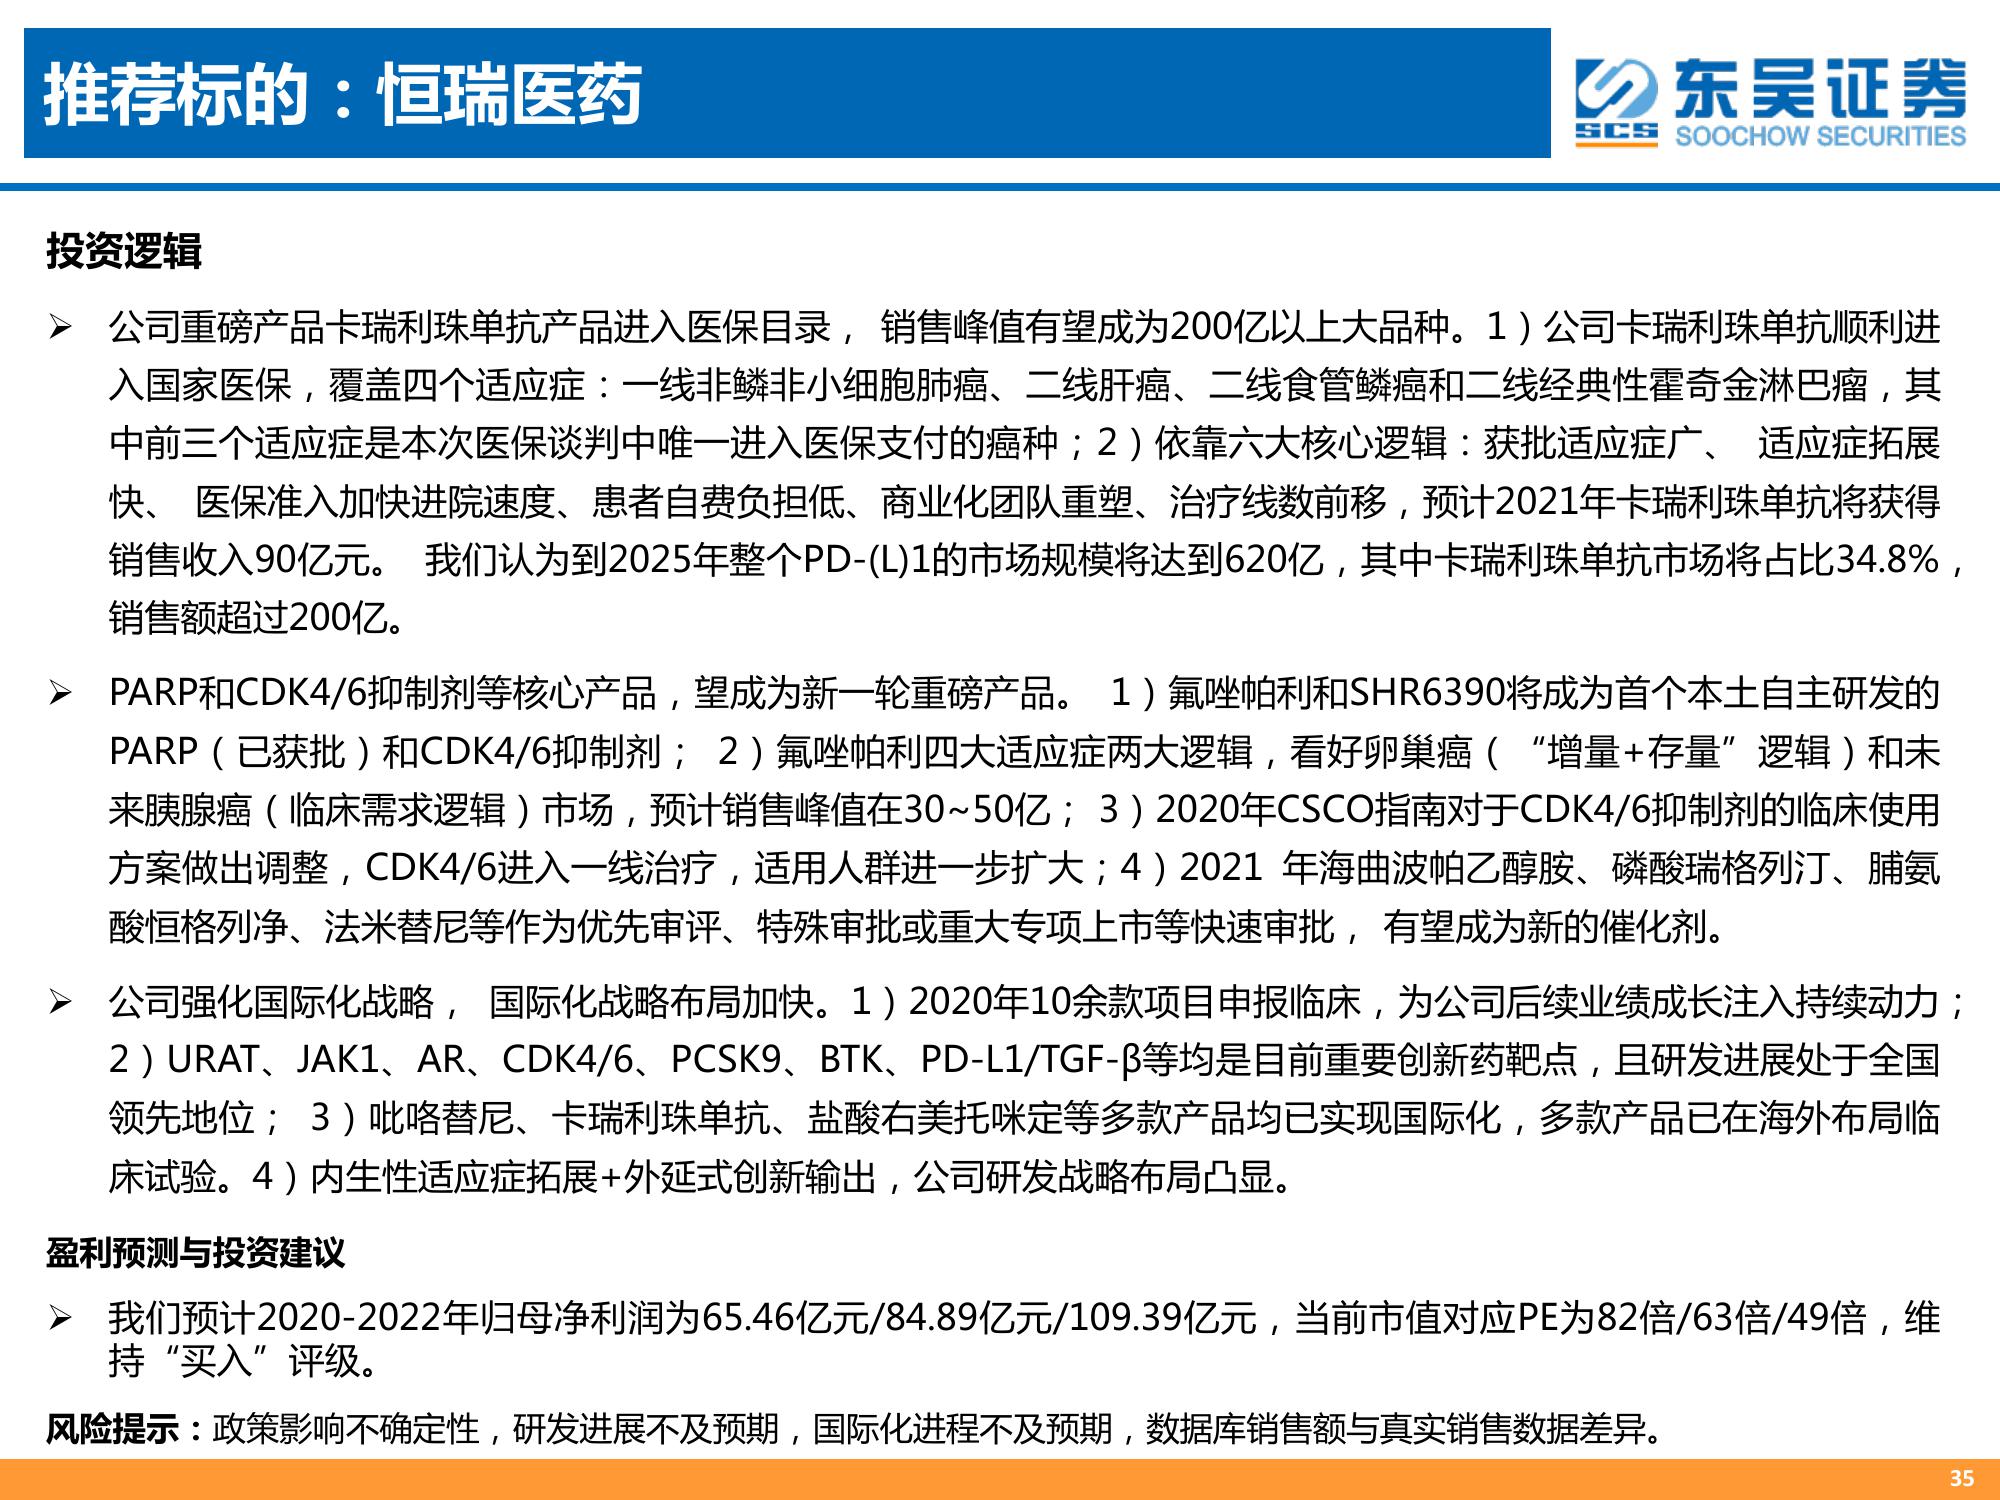 推荐标的：恒瑞医药
东吴证券
SCS
SOOCHOW SECURITIES
投资逻辑
➢ 公司重磅产品卡瑞利珠单抗产品进入医保目录， 销售峰值有望成为200亿以上大品种。1）公司卡瑞利珠单抗顺利进
入国家医保，覆盖四个适应症：一线非鳞非小细胞肺癌、二线肝癌、二线食管鳞癌和二线经典性霍奇金淋巴瘤，其
中前三个适应症是本次医保谈判中唯一进入医保支付的癌种；2）依靠六大核心逻辑：获批适应症广、 适应症拓展
快、 医保准入加快进院速度、患者自费负担低、商业化团队重塑、治疗线数前移，预计2021年卡瑞利珠单抗将获得
销售收入90亿元。 我们认为到2025年整个PD-(L)1的市场规模将达到620亿，其中卡瑞利珠单抗市场将占比34.8%，
销售额超过200亿。
➢ PARP和CDK4/6抑制剂等核心产品，望成为新一轮重磅产品。 1）氟唑帕利和SHR6390将成为首个本土自主研发的
PARP（已获批）和CDK4/6抑制剂； 2）氟唑帕利四大适应症两大逻辑，看好卵巢癌（“增量+存量”逻辑）和未
来胰腺癌（临床需求逻辑）市场，预计销售峰值在30~50亿； 3）2020年CSCO指南对于CDK4/6抑制剂的临床使用
方案做出调整，CDK4/6进入一线治疗，适用人群进一步扩大；4）2021 年海曲波帕乙醇胺、磷酸瑞格列汀、脯氨
酸恒格列净、法米替尼等作为优先审评、特殊审批或重大专项上市等快速审批， 有望成为新的催化剂。
➢ 公司强化国际化战略， 国际化战略布局加快。1）2020年10余款项目申报临床，为公司后续业绩成长注入持续动力；
2）URAT、JAK1、AR、CDK4/6、PCSK9、BTK、PD-L1/TGF-β等均是目前重要创新药靶点，且研发进展处于全国
领先地位； 3）吡咯替尼、卡瑞利珠单抗、盐酸右美托咪定等多款产品均已实现国际化，多款产品已在海外布局临
床试验。4）内生性适应症拓展+外延式创新输出，公司研发战略布局凸显。
盈利预测与投资建议
➢ 我们预计2020-2022年归母净利润为65.46亿元/84.89亿元/109.39亿元，当前市值对应PE为82倍/63倍/49倍，维
持“买入”评级。
风险提示：政策影响不确定性，研发进展不及预期，国际化进程不及预期，数据库销售额与真实销售数据差异。
35